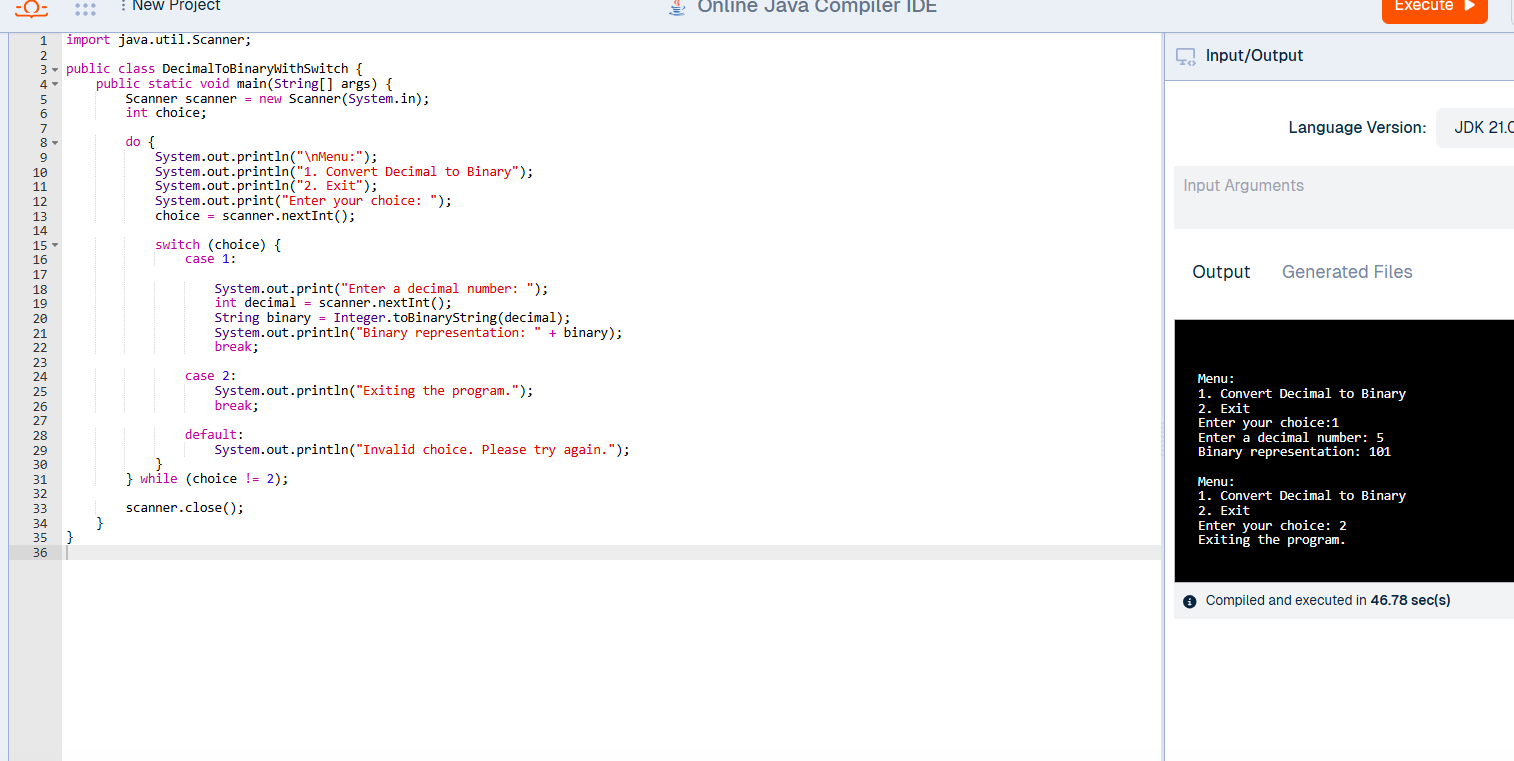 New Project
Online Java Compiler IDE
Execute
1 import java.util.Scanner;
2
3 public class DecimalToBinaryWithSwitch {
4     public static void main(String[] args) {
5         Scanner scanner = new Scanner(System.in);
6         int choice;
7
8         do {
9             System.out.println("\nMenu:");
10             System.out.println("1. Convert Decimal to Binary");
11             System.out.println("2. Exit");
12             System.out.print("Enter your choice: ");
13             choice = scanner.nextInt();
14
15             switch (choice) {
16                 case 1:
17
18                     System.out.print("Enter a decimal number: ");
19                     int decimal = scanner.nextInt();
20                     String binary = Integer.toBinaryString(decimal);
21                     System.out.println("Binary representation: " + binary);
22                     break;
23
24                 case 2:
25                     System.out.println("Exiting the program.");
26                     break;
27
28                 default:
29                     System.out.println("Invalid choice. Please try again.");
30             }
31         } while (choice != 2);
32
33         scanner.close();
34     }
35 }
36
Input/Output
Language Version: JDK 21.0
Input Arguments
Output Generated Files
Menu:
1. Convert Decimal to Binary
2. Exit
Enter your choice:1
Enter a decimal number: 5
Binary representation: 101
Menu:
1. Convert Decimal to Binary
2. Exit
Enter your choice: 2
Exiting the program.
Compiled and executed in 46.78 sec(s)